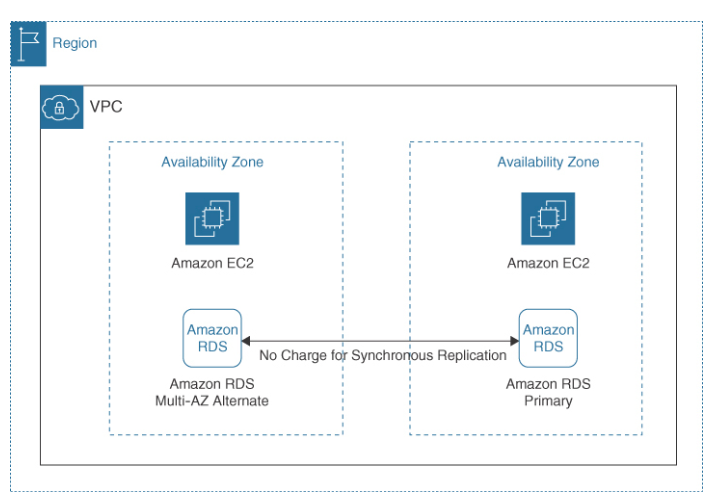 Region
VPC
Availability Zone
Availability Zone
Amazon EC2
Amazon EC2
Amazon
RDS
Amazon
RDS
No Charge for Synchronous Replication
Amazon RDS
Multi-AZ Alternate
Amazon RDS
Primary